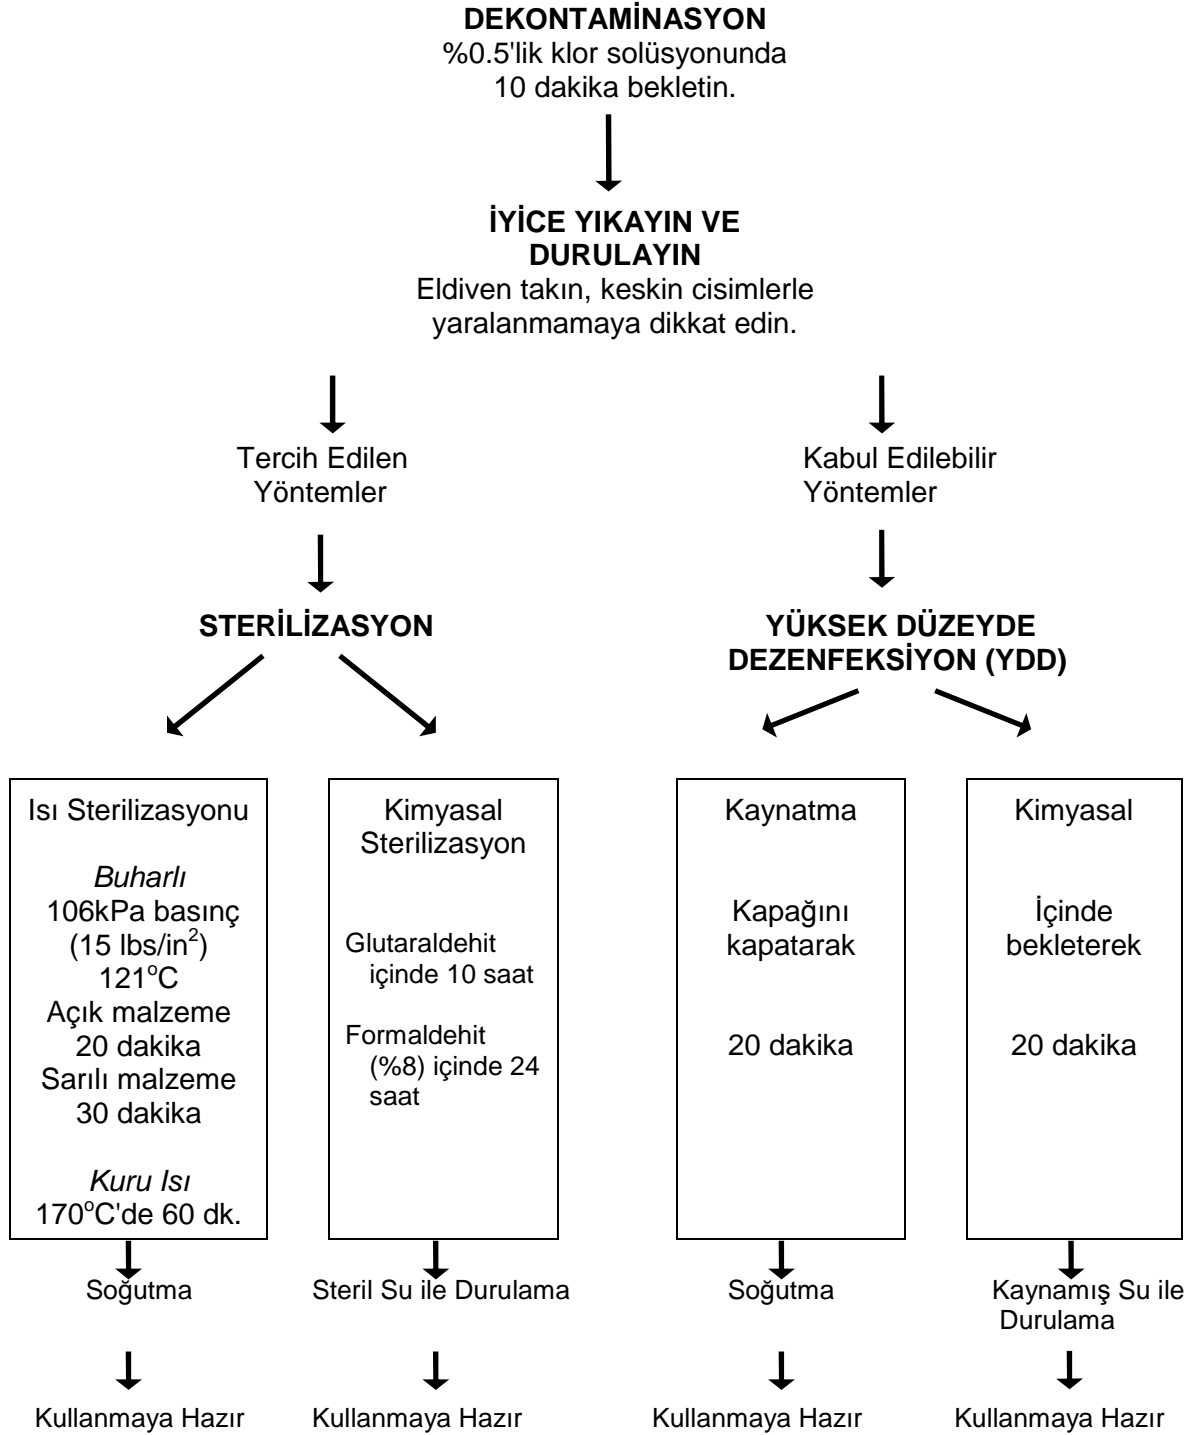 DEKONTAMİNASYON
%0.5'lik klor solüsyonunda
10 dakika bekletin.
İYİCE YIKAYIN VE
DURULAYIN
Eldiven takın, keskin cisimlerle
yaralanmamaya dikkat edin.
Tercih Edilen
Yöntemler
Kabul Edilebilir
Yöntemler
STERİLİZASYON
YÜKSEK DÜZEYDE
DEZENFEKSİYON (YDD)
Isı Sterilizasyonu
Buharlı
106kPa basınç
(15 lbs/in²)
121°C
Açık malzeme
20 dakika
Sarılı malzeme
30 dakika
Kuru Isı
170°C'de 60 dk.
Kimyasal
Sterilizasyon
Glutaraldehit
içinde 10 saat
Formaldehit
(%8) içinde 24
saat
Kaynatma
Kapağını
kapatarak
20 dakika
Kimyasal
İçinde
bekleterek
20 dakika
Soğutma
Steril Su ile Durulama
Soğutma
Kaynamış Su ile
Durulama
Kullanmaya Hazır
Kullanmaya Hazır
Kullanmaya Hazır
Kullanmaya Hazır